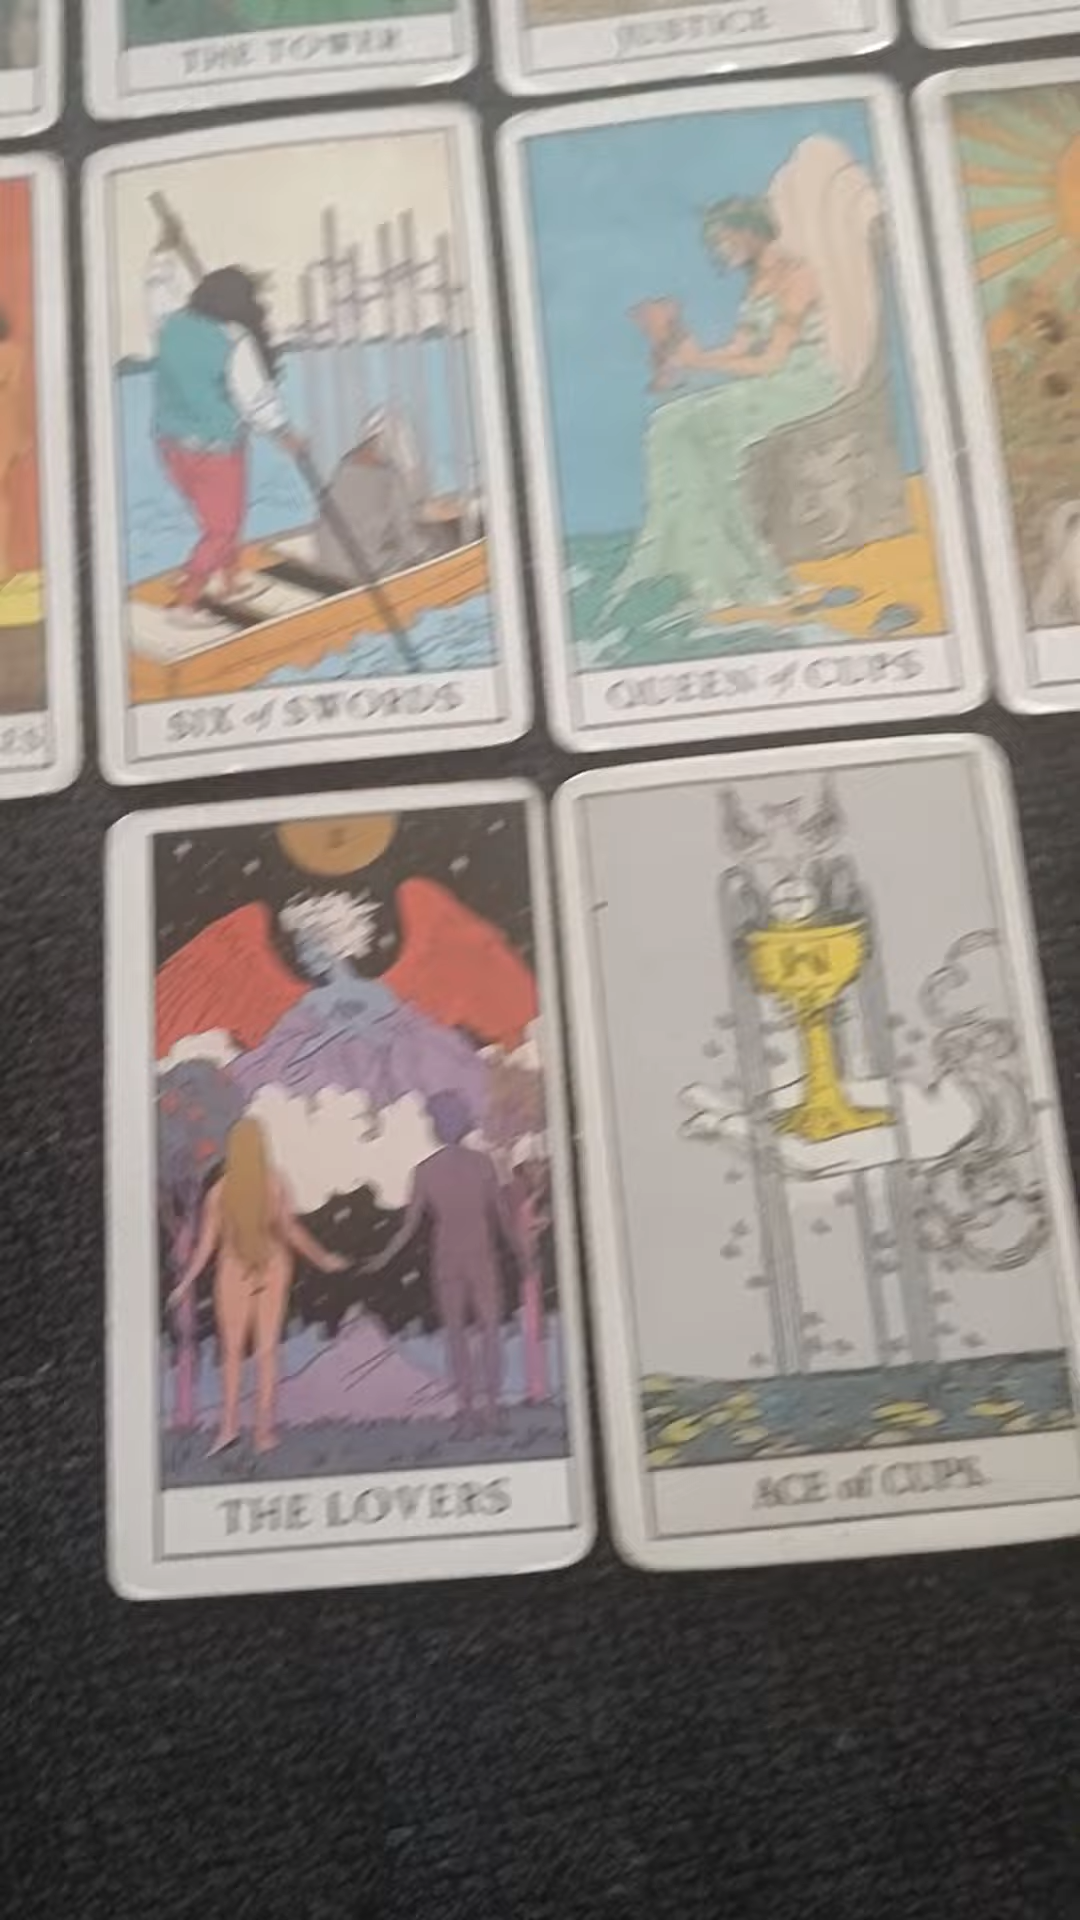 THE TOWER
JUSTICE
SIX of SWORDS
QUEEN of CUPS
THE LOVERS
ACE of CUPS